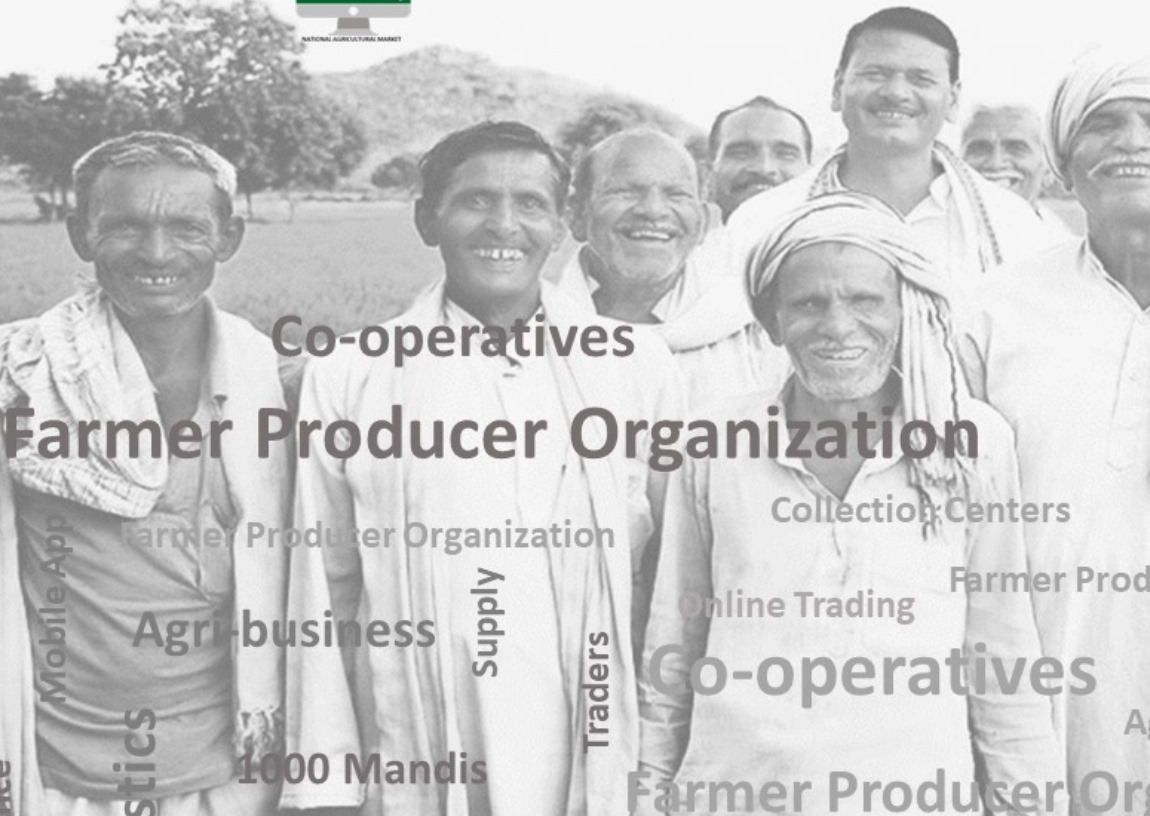 NATIONAL AGRICULTURAL MARKET
Co-operatives
Farmer Producer Organization
Collection Centers
Farmer Producer Organization
Mobile App
Supply
Farmer Prod
Online Trading
Agri-business
Traders
Co-operatives
stics
1000 Mandis
Farmer Producer Or